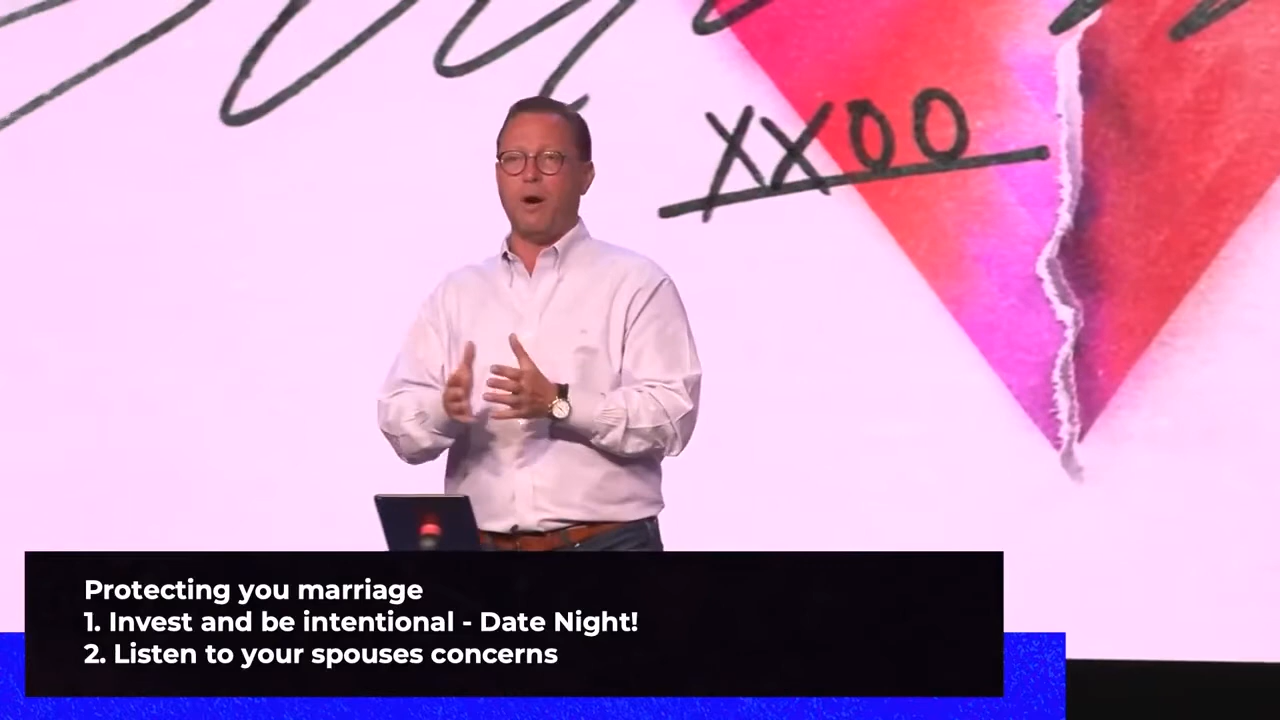 XXOO
Protecting you marriage
1. Invest and be intentional - Date Night!
2. Listen to your spouses concerns